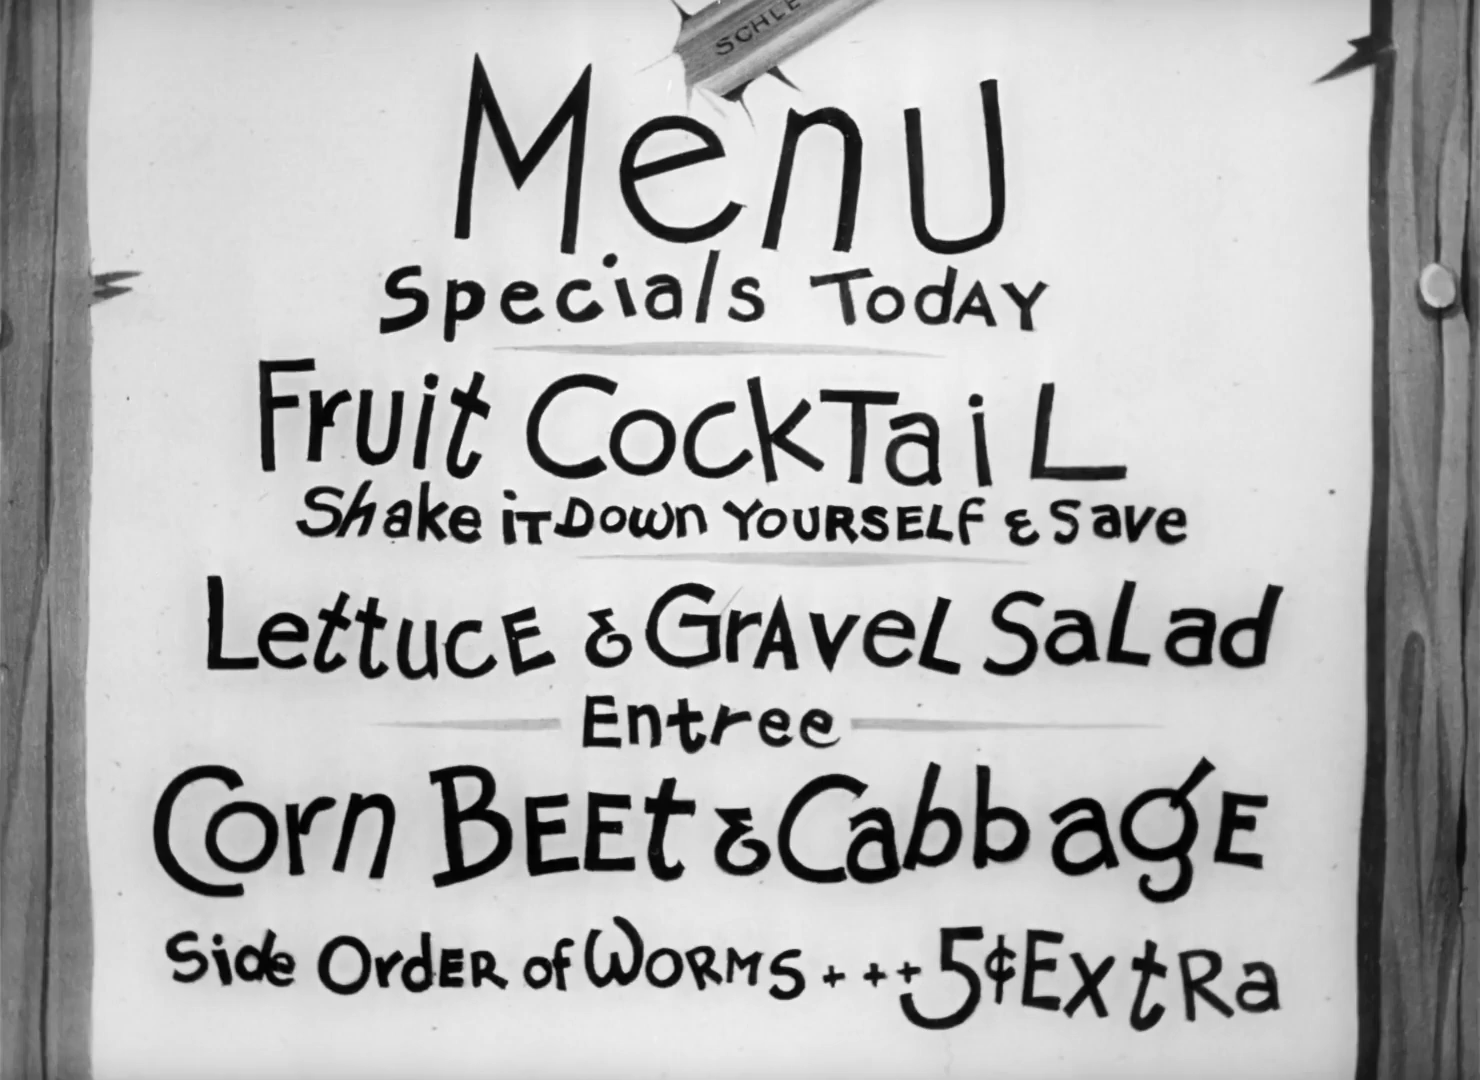 SCHLE
Menu
Specials TodAY
Fruit CockTaiL
Shake iT Down YOURSELf & Save
LettucE & GrAveL SaLad
Entree
Corn BEEt & CabbagE
Side OrdER of WORMS + + + 5¢ ExtRa